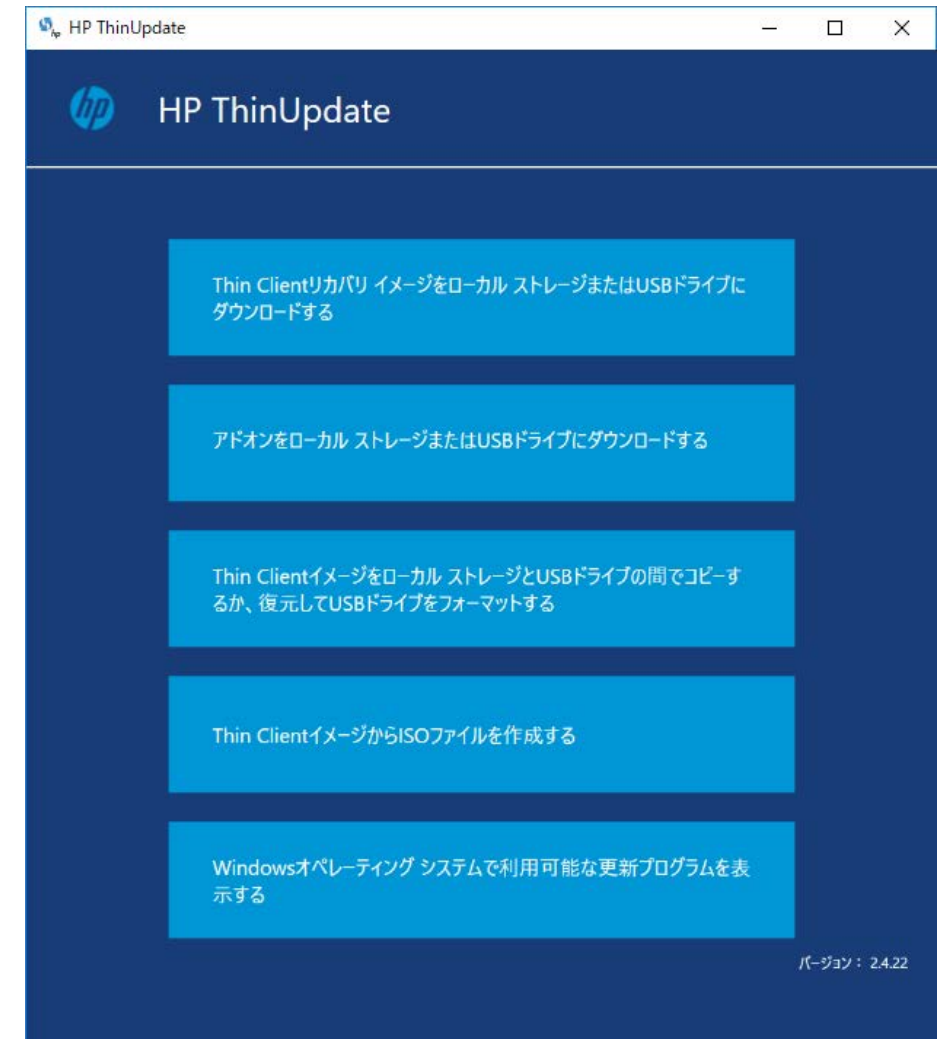 HP ThinUpdate
hp
HP ThinUpdate
Thin Clientリカバリ イメージをローカル ストレージまたはUSBドライブに
ダウンロードする
アドオンをローカル ストレージまたはUSBドライブにダウンロードする
Thin Clientイメージをローカル ストレージとUSBドライブの間でコピーす
るか、復元してUSBドライブをフォーマットする
Thin ClientイメージからISOファイルを作成する
Windowsオペレーティング システムで利用可能な更新プログラムを表
示する
バージョン： 2.4.22